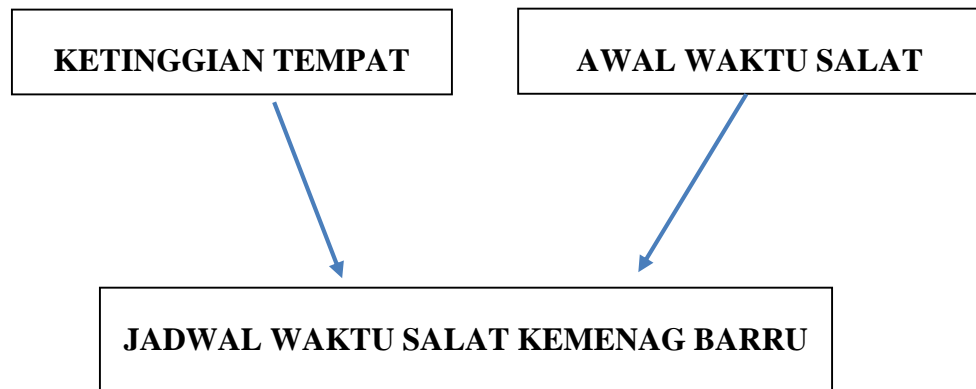 KETINGGIAN TEMPAT
AWAL WAKTU SALAT
JADWAL WAKTU SALAT KEMENAG BARRU